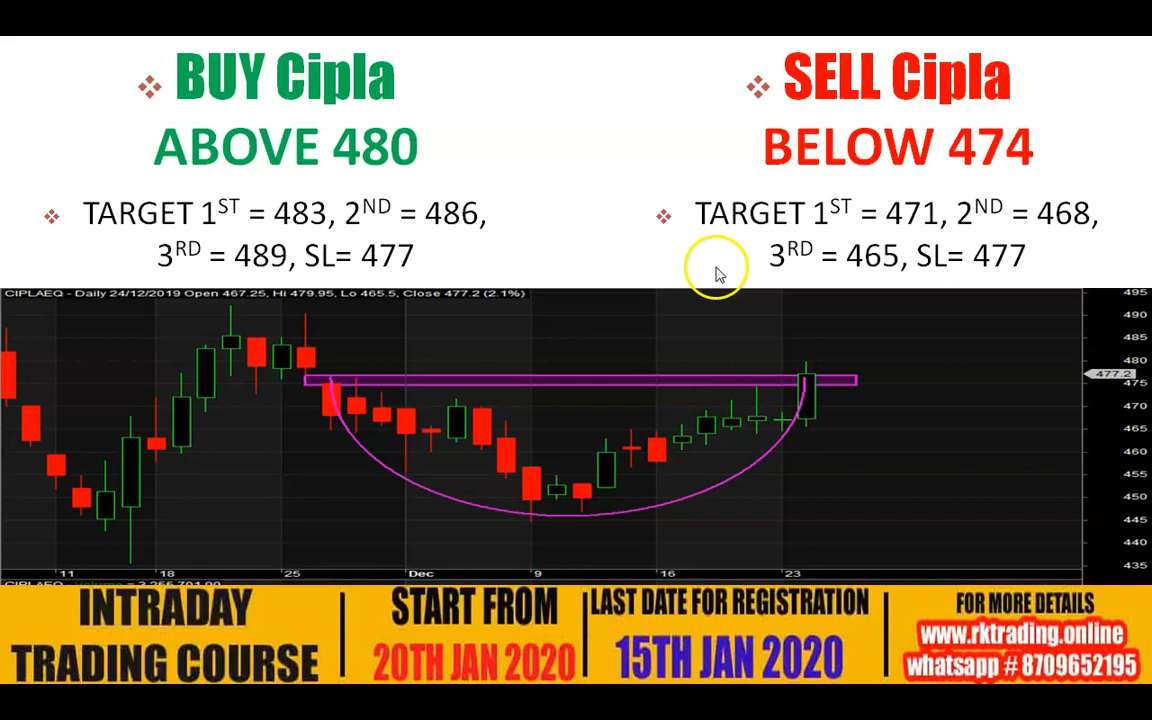 BUY Cipla
ABOVE 480
TARGET 1ST = 483, 2ND = 486,
3RD = 489, SL= 477
SELL Cipla
BELOW 474
TARGET 1ST = 471, 2ND = 468,
3RD = 465, SL= 477
CIPLAEQ - Daily 24/12/2019 Open 467.25, Hi 479.95, Lo 465.5, Close 477.2 (2.1%)
495
490
485
480
477.2
475
470
465
460
455
450
445
440
435
11 18 25 Dec 9 16 23
INTRADAY
TRADING COURSE
START FROM
20TH JAN 2020
LAST DATE FOR REGISTRATION
15TH JAN 2020
FOR MORE DETAILS
www.rktrading.online
whatsapp # 8709652195